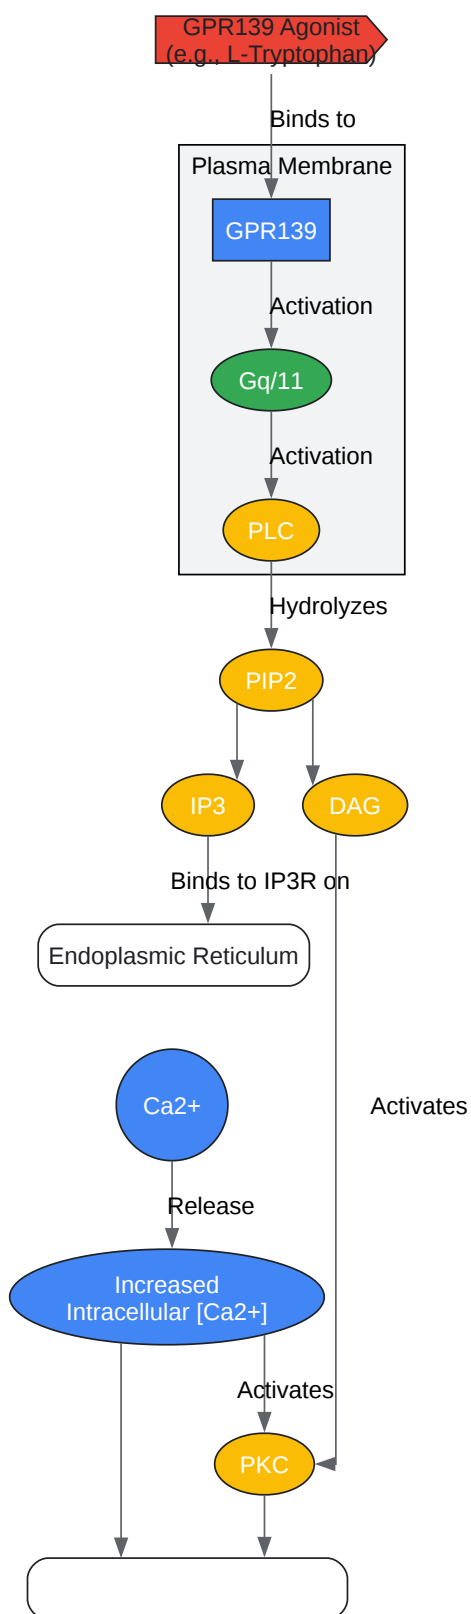 GPR139 Agonist
(e.g., L-Tryptophan)
Binds to
Plasma Membrane
GPR139
Activation
Gq/11
Activation
PLC
Hydrolyzes
PIP2
IP3
DAG
Binds to IP3R on
Endoplasmic Reticulum
Ca2+
Activates
Release
Increased
Intracellular [Ca2+]
Activates
PKC